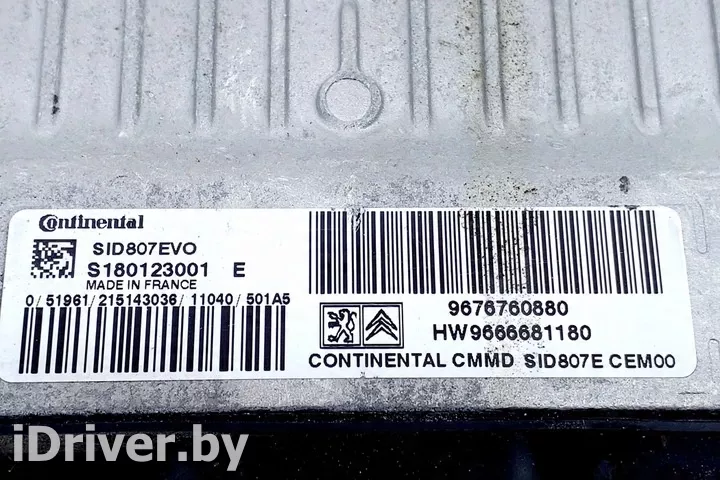 Continental
SID807EVO
S180123001 E
MADE IN FRANCE
0/51961/215143036/11040/501A5
9676760880
HW9666681180
CONTINENTAL CMMD SID807E CEM00
iDriver.by